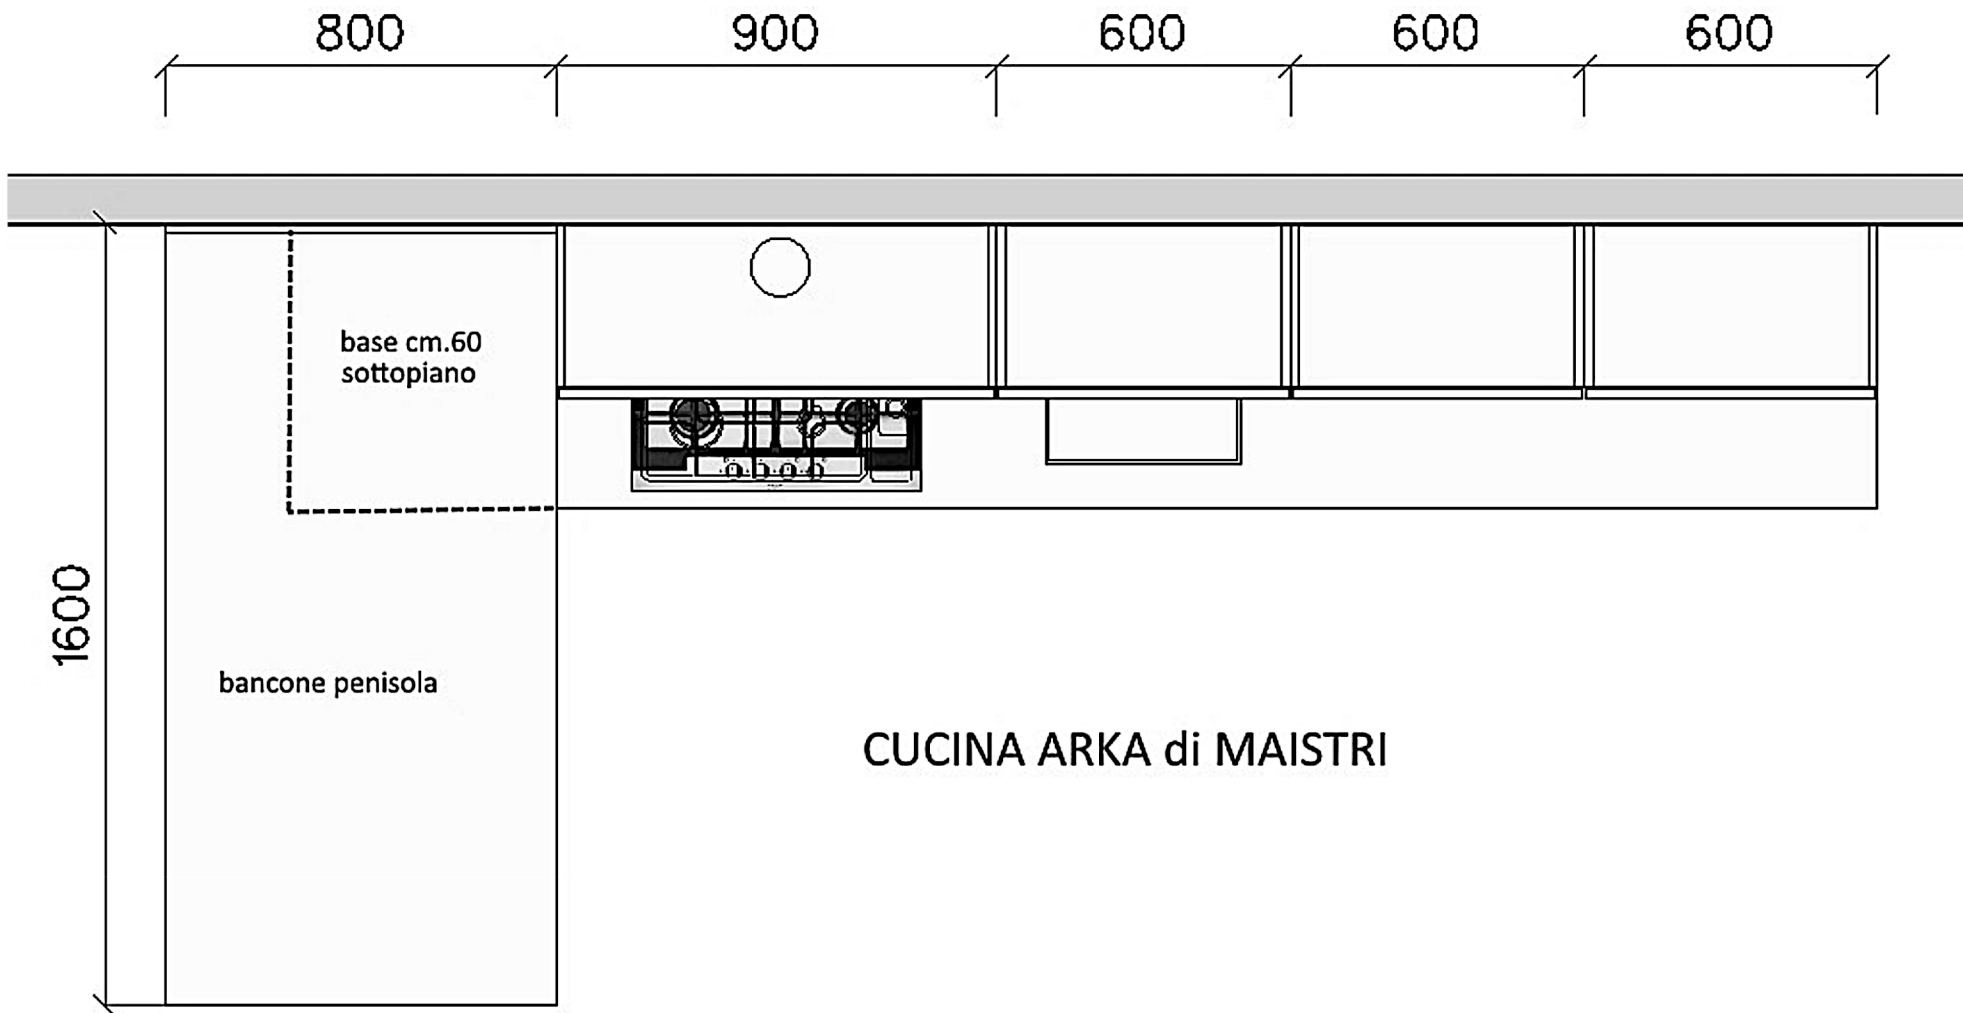 800 900 600 600 600
base cm.60
sottopiano
1600
bancone penisola
CUCINA ARKA di MAISTRI